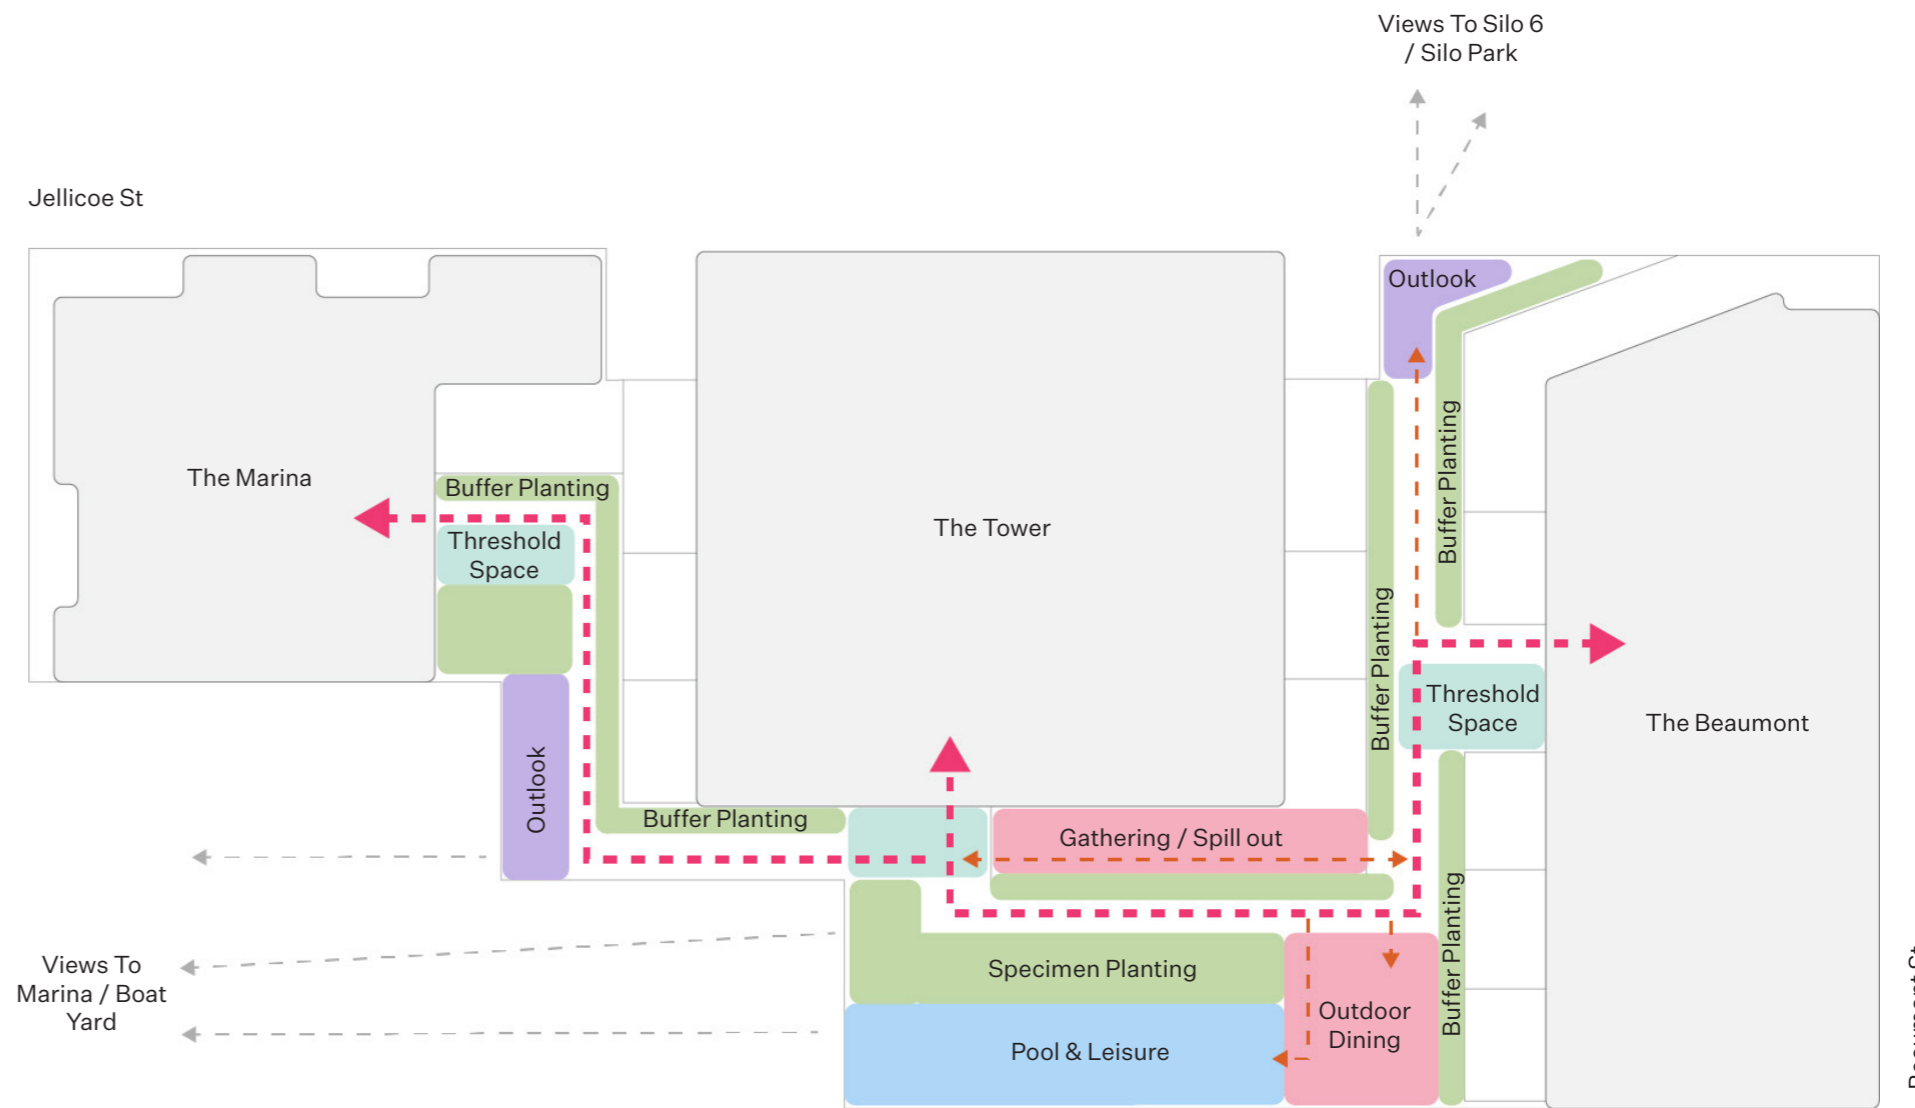 Views To Silo 6
/ Silo Park
Jellicoe St
Outlook
Buffer Planting
The Marina
Buffer Planting
Threshold
Space
The Tower
Buffer Planting
Threshold
Space
The Beaumont
Outlook
Buffer Planting
Gathering / Spill out
Buffer Planting
Views To
Marina / Boat
Yard
Specimen Planting
Outdoor
Dining
Pool & Leisure